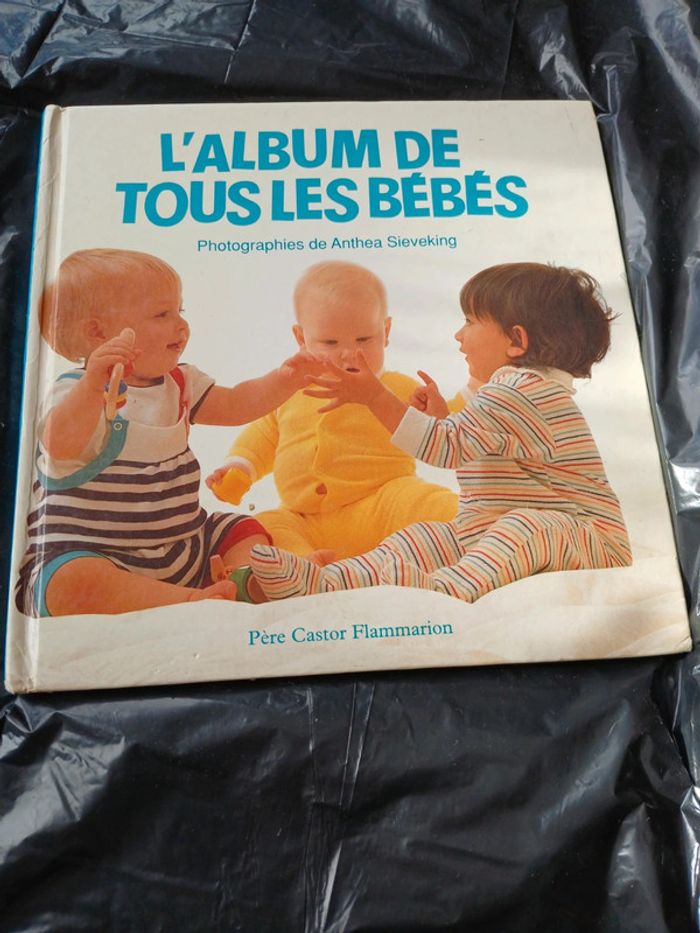 L'ALBUM DE
TOUS LES BÉBÉS
Photographies de Anthea Sieveking
Père Castor Flammarion